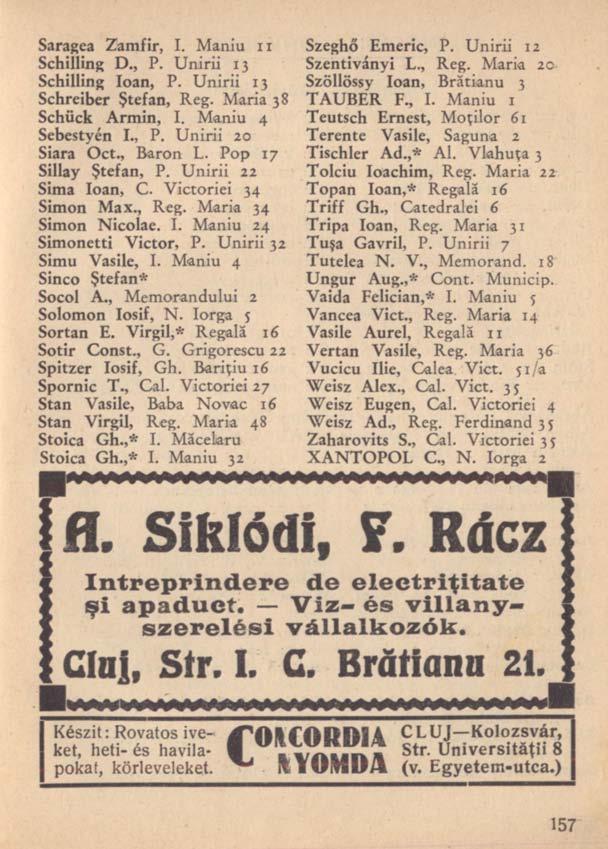 Saragea Zamfir, I. Maniu 11
Schilling D., P. Unirii 13
Schilling Ioan, P. Unirii 13
Schreiber Ștefan, Reg. Maria 38
Schück Armin, I. Maniu 4
Sebestyén I., P. Unirii 20
Siara Oct., Baron L. Pop 17
Sillay Ștefan, P. Unirii 22
Sima Ioan, C. Victoriei 34
Simon Max., Reg. Maria 34
Simon Nicolae. I. Maniu 24
Simonetti Victor, P. Unirii 32
Simu Vasile, I. Maniu 4
Sinco Ștefan*
Socol A., Memorandului 2
Solomon Iosif, N. Iorga 5
Sortan E. Virgil,* Regală 16
Sotir Const., G. Grigorescu 22
Spitzer Iosif, Gh. Barițiu 16
Spornic T., Cal. Victoriei 27
Stan Vasile, Baba Novac 16
Stan Virgil, Reg. Maria 48
Stoica Gh.,* I. Măcelaru
Stoica Gh.,* I. Maniu 32
Szeghő Emeric, P. Unirii 12
Szentiványi L., Reg. Maria 20
Szöllössy Ioan, Brătianu 3
TAUBER F., I. Maniu 1
Teutsch Ernest, Moților 61
Terente Vasile, Saguna 2
Tischler Ad.,* Al. Vlahuța 3
Tolciu Ioachim, Reg. Maria 22
Topan Ioan,* Regală 16
Triff Gh., Catedralei 6
Tripa Ioan, Reg. Maria 31
Tușa Gavril, P. Unirii 7
Tutelea N. V., Memorand. 18
Ungur Aug.,* Cont. Municip.
Vaida Felician,* I. Maniu 5
Vancea Vict., Reg. Maria 14
Vasile Aurel, Regală 11
Vertan Vasile, Reg. Maria 36
Vucicu Ilie, Calea Vict. 51/a
Weisz Alex., Cal. Vict. 35
Weisz Eugen, Cal. Victoriei 4
Weisz Ad., Reg. Ferdinand 35
Zaharovits S., Cal. Victoriei 35
XANTOPOL C., N. Iorga 2
A. Siklódi, F. Rácz
Intreprindere de electrițitate
și apaduct. — Viz- és villany-
szerelési vállalkozók.
Cluj, Str. I. C. Brătianu 21.
Készit: Rovatos ive-
ket, heti- és havila-
pokat, körleveleket.
CONCORDIA
NYOMDA
CLUJ—Kolozsvár,
Str. Universității 8
(v. Egyetem-utca.)
157